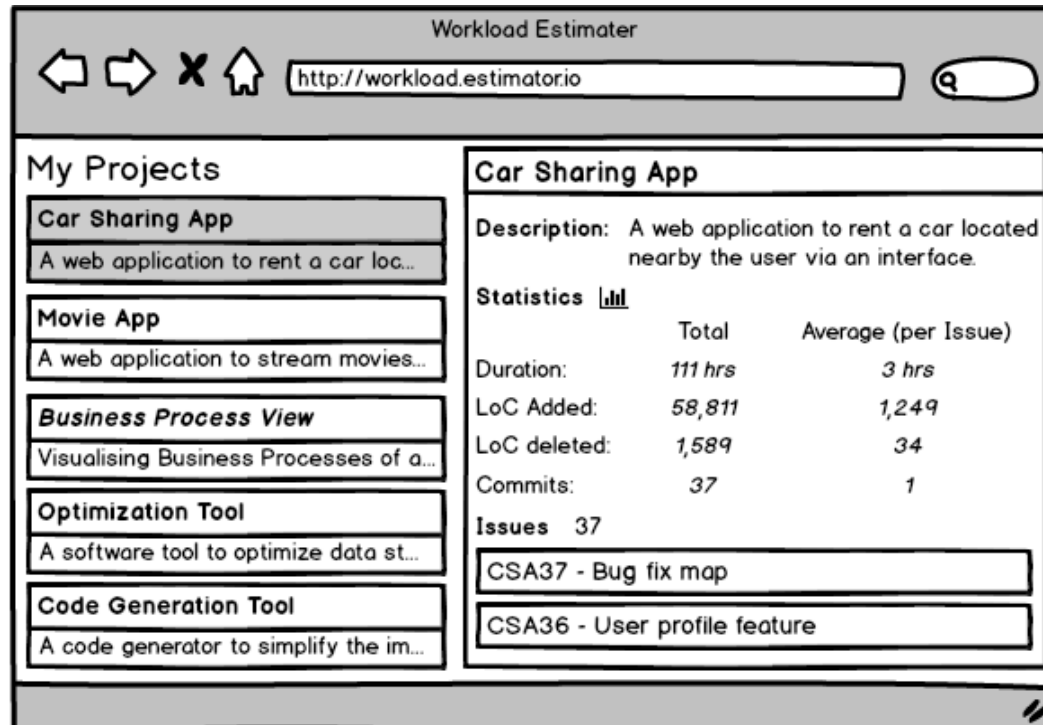 Workload Estimater
http://workload.estimator.io
My Projects
Car Sharing App
A web application to rent a car loc...
Movie App
A web application to stream movies...
Business Process View
Visualising Business Processes of a...
Optimization Tool
A software tool to optimize data st...
Code Generation Tool
A code generator to simplify the im...
Car Sharing App
Description: A web application to rent a car located
nearby the user via an interface.
Statistics
Total Average (per Issue)
Duration: 111 hrs 3 hrs
LoC Added: 58,811 1,249
LoC deleted: 1,589 34
Commits: 37 1
Issues 37
CSA37 - Bug fix map
CSA36 - User profile feature